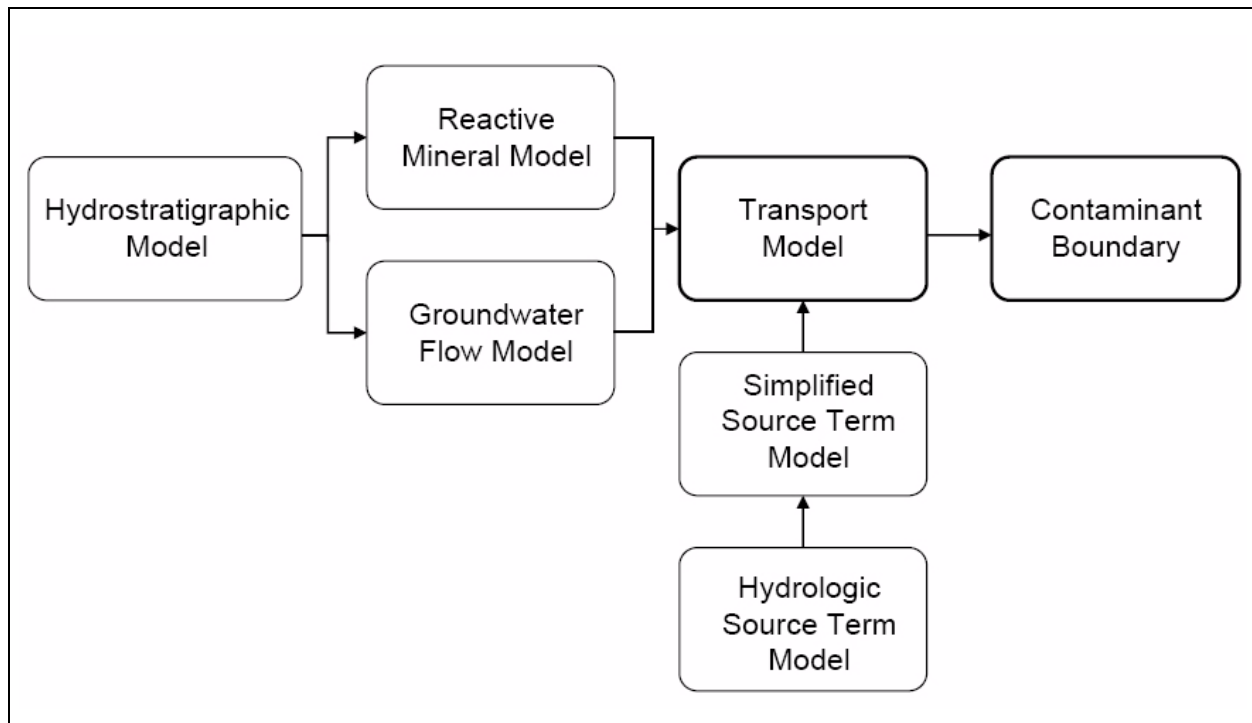 Reactive
Mineral Model
Hydrostratigraphic
Model
Groundwater
Flow Model
Transport
Model
Contaminant
Boundary
Simplified
Source Term
Model
Hydrologic
Source Term
Model